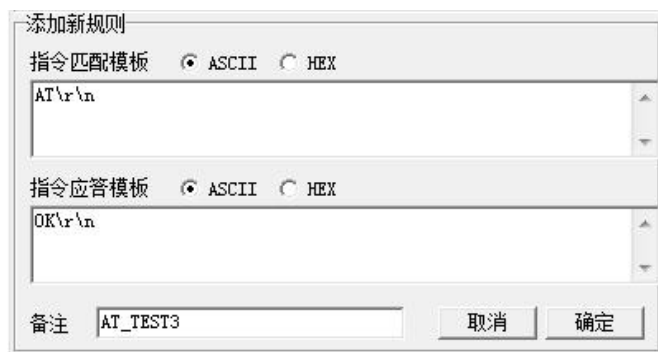 添加新规则
指令匹配模板 ASCII HEX
AT\r\n
指令应答模板 ASCII HEX
OK\r\n
备注 AT_TEST3 取消 确定